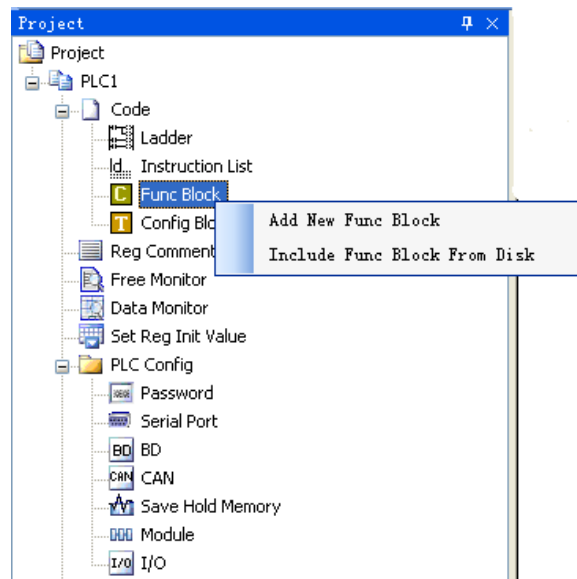 Project
Project
PLC1
Code
Ladder
ld... Instruction List
C Func Block
Add New Func Block
T Config Blo
Include Func Block From Disk
Reg Comment
Free Monitor
Data Monitor
Set Reg Init Value
PLC Config
Password
Serial Port
BD BD
CAN CAN
Save Hold Memory
Module
I/O I/O